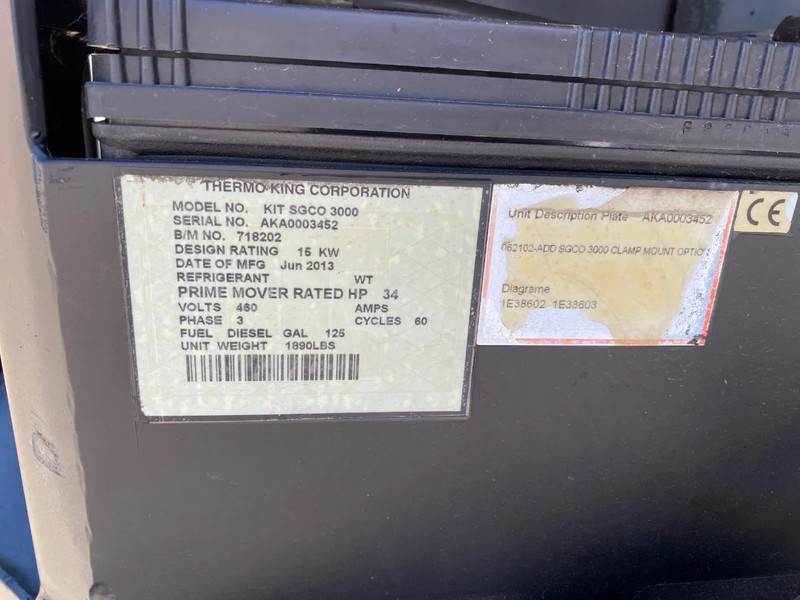 THERMO KING CORPORATION
MODEL NO. KIT SGCO 3000
SERIAL NO. AKA0003452
B/M NO. 718202
DESIGN RATING 15 KW
DATE OF MFG Jun 2013
REFRIGERANT WT
PRIME MOVER RATED HP 34
VOLTS 460 AMPS
PHASE 3 CYCLES 60
FUEL DIESEL GAL 125
UNIT WEIGHT 1890LBS
Unit Description Plate AKA0003452
062102-ADD SGCO 3000 CLAMP MOUNT OPTIO
Diagrame
1E38602 1E38603
CE